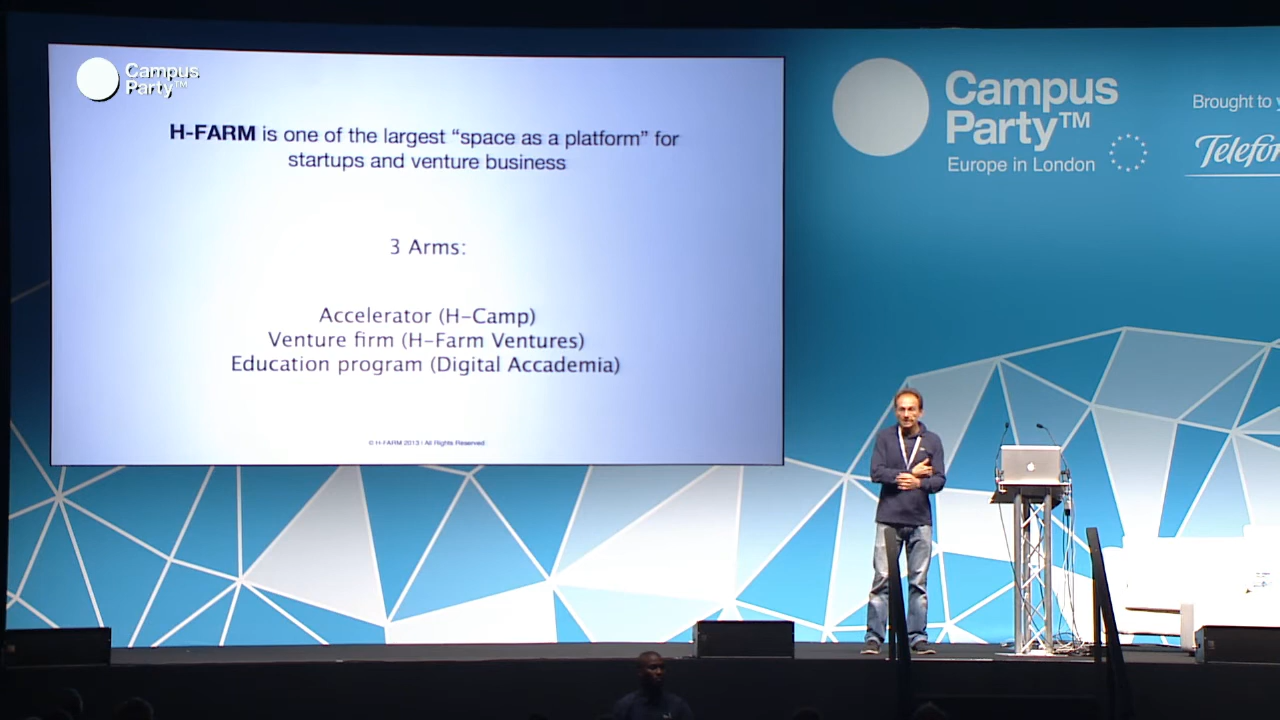 Campus
Party™
H-FARM is one of the largest “space as a platform” for
startups and venture business
3 Arms:
Accelerator (H-Camp)
Venture firm (H-Farm Ventures)
Education program (Digital Accademia)
© H-FARM 2013 | All Rights Reserved
Campus
Party™
Europe in London
Brought to y
Telefon